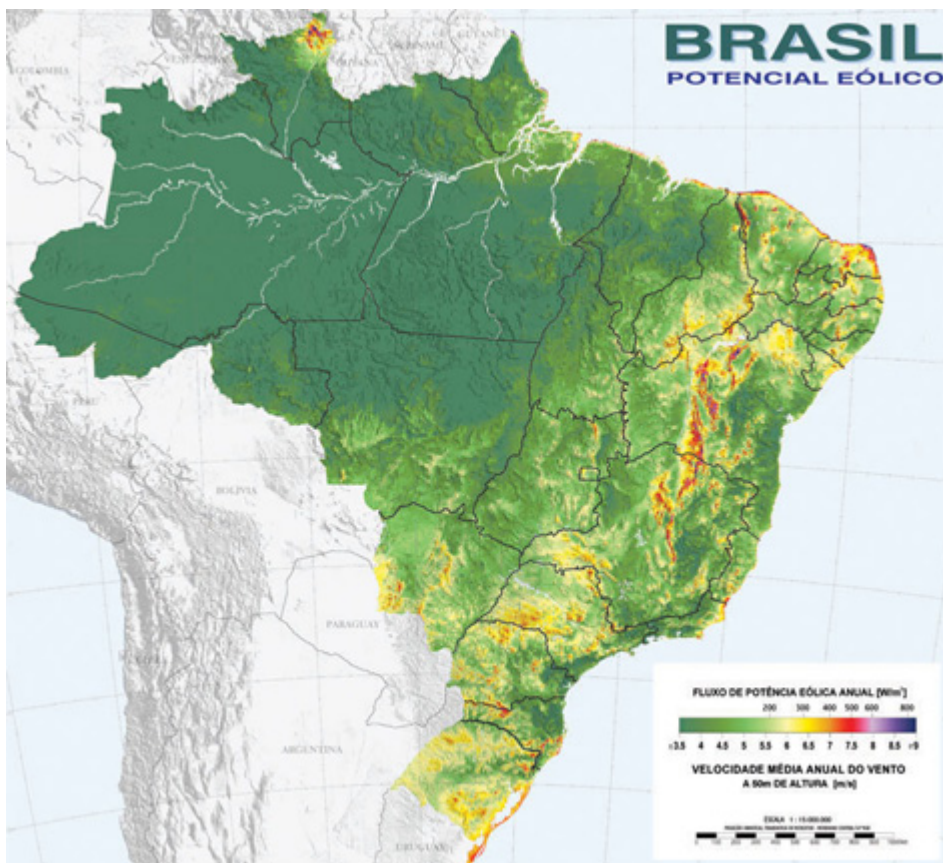 BRASIL
POTENCIAL EÓLICO
COLOMBIA
GUYANE
BOLIVIA
PARAGUAY
ARGENTINA
URUGUAY
FLUXO DE POTÊNCIA EÓLICA ANUAL [W/m²]
200 300 400 500 600 800
<3.5 4 4.5 5 5.5 6 6.5 7 7.5 8 8.5 >9
VELOCIDADE MÉDIA ANUAL DO VENTO
A 50m DE ALTURA [m/s]
ESCALA 1 : 15.000.000